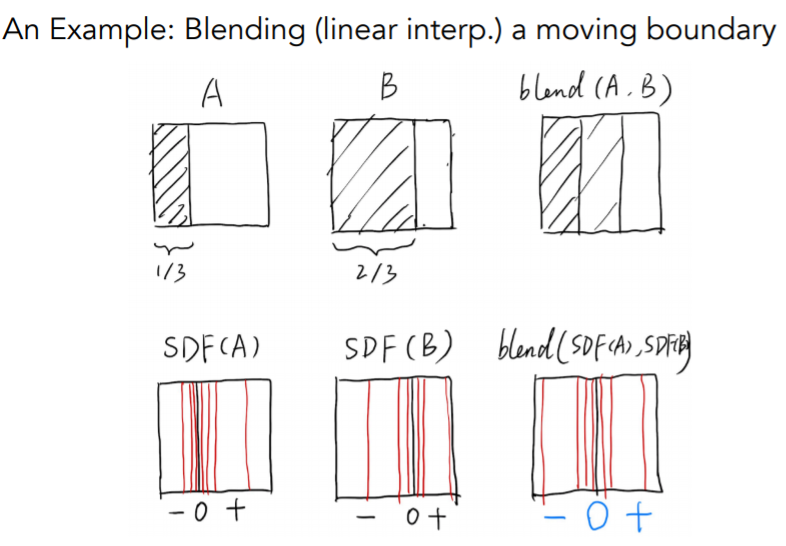 An Example: Blending (linear interp.) a moving boundary
A B blend (A.B)
1/3 2/3
SDF(A) SDF(B) blend(SDF(A),SDF(B)
- 0 + - 0 + - 0 +